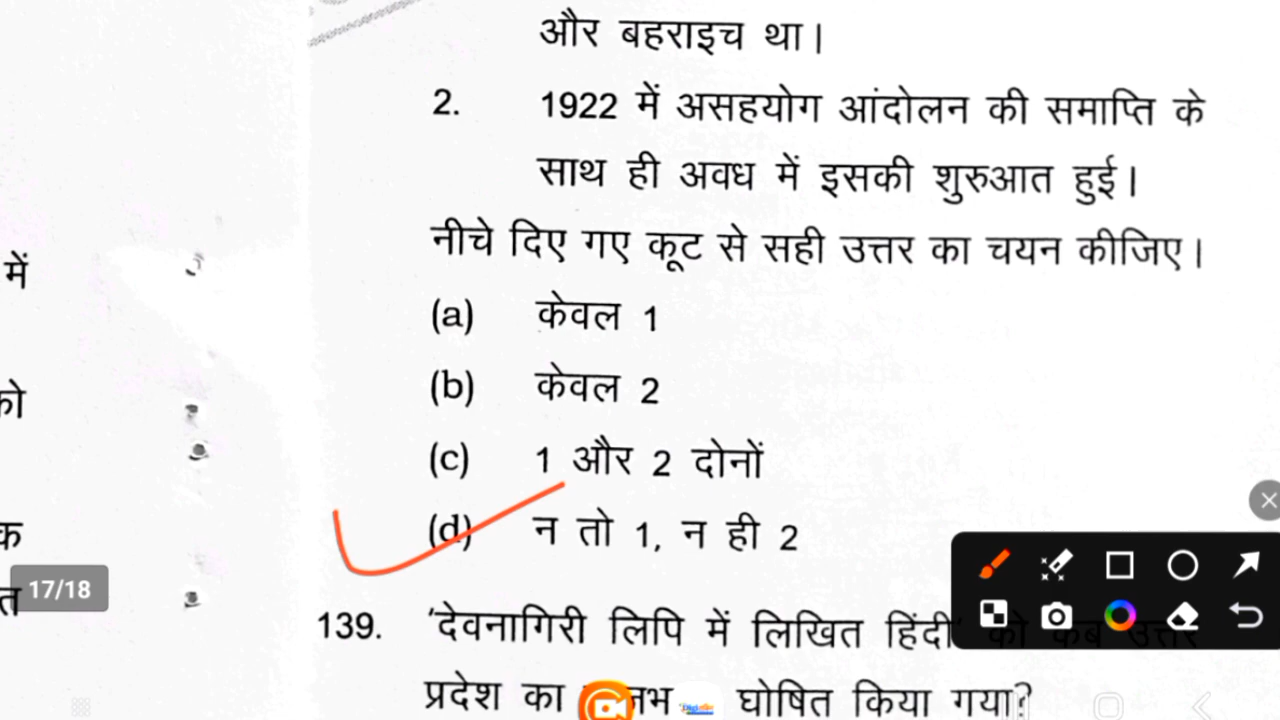 और बहराइच था।
2. 1922 में असहयोग आंदोलन की समाप्ति के
साथ ही अवध में इसकी शुरुआत हुई।
नीचे दिए गए कूट से सही उत्तर का चयन कीजिए।
में
(a) केवल 1
(b) केवल 2
को
(c) 1 और 2 दोनों
(d) न तो 1, न ही 2
क
17/18
त
139. 'देवनागिरी लिपि में लिखित हिंदी' को कब उत्तर
प्रदेश का घोषित किया गया?